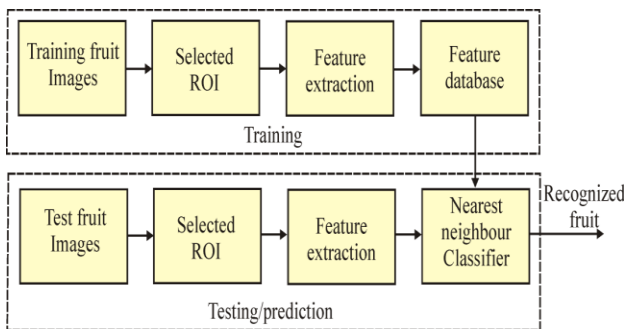 Training fruit
Images
Selected
ROI
Feature
extraction
Feature
database
Training
Test fruit
Images
Selected
ROI
Feature
extraction
Nearest
neighbour
Classifier
Recognized
fruit
Testing/prediction